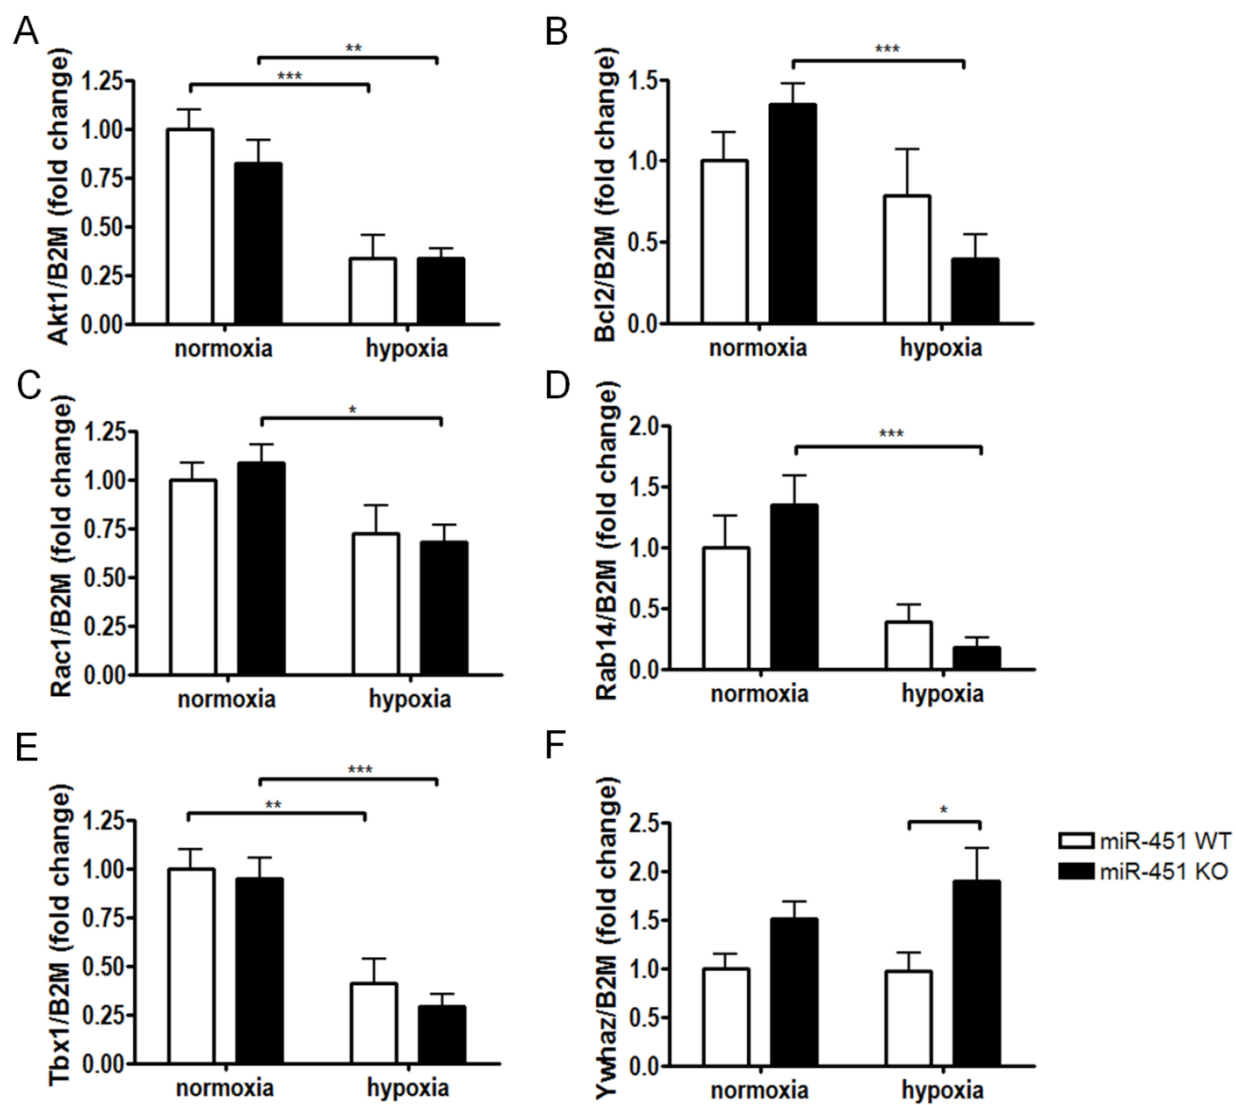 A
Akt1/B2M (fold change)
1.25
1.00
0.75
0.50
0.25
0.00
***
**
normoxia
hypoxia
B
Bcl2/B2M (fold change)
1.5
1.0
0.5
0.0
***
normoxia
hypoxia
C
Rac1/B2M (fold change)
1.25
1.00
0.75
0.50
0.25
0.00
*
normoxia
hypoxia
D
Rab14/B2M (fold change)
2.0
1.5
1.0
0.5
0.0
***
normoxia
hypoxia
E
Tbx1/B2M (fold change)
1.25
1.00
0.75
0.50
0.25
0.00
***
**
normoxia
hypoxia
F
Ywhaz/B2M (fold change)
2.5
2.0
1.5
1.0
0.5
0.0
*
normoxia
hypoxia
miR-451 WT
miR-451 KO